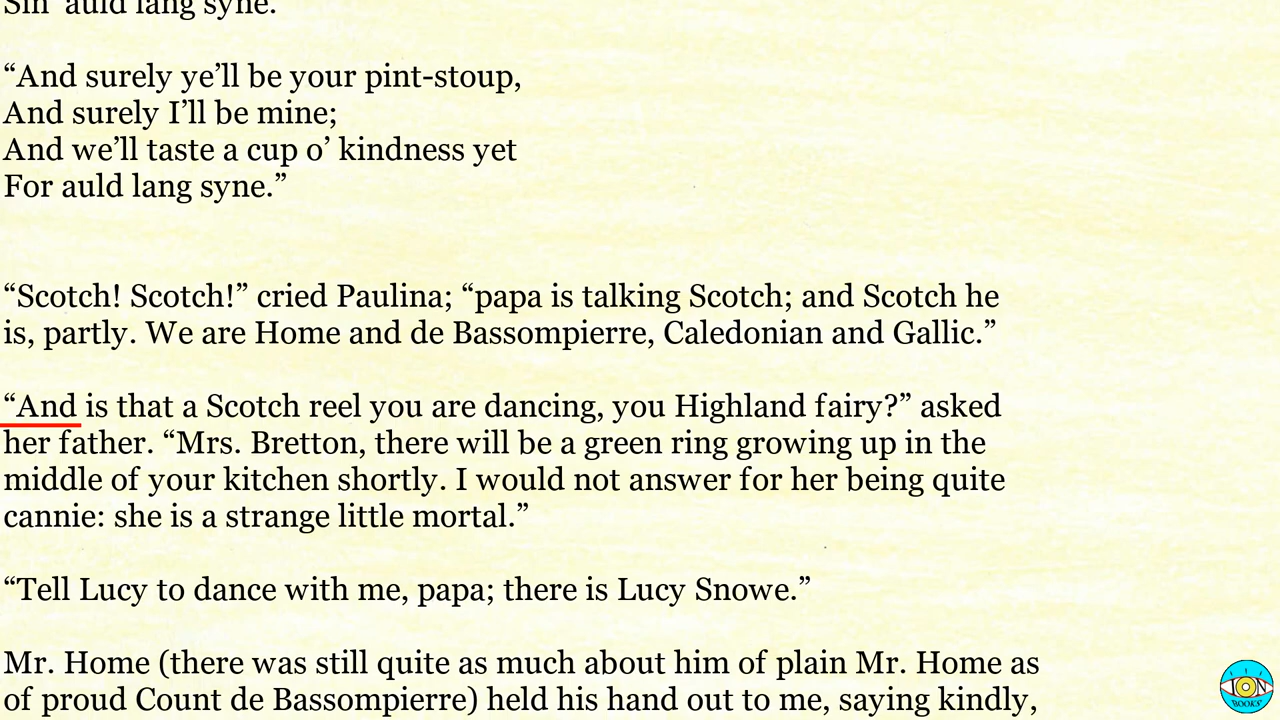 Sin' auld lang syne.
“And surely ye’ll be your pint-stoup,
And surely I’ll be mine;
And we’ll taste a cup o’ kindness yet
For auld lang syne.”
“Scotch! Scotch!” cried Paulina; “papa is talking Scotch; and Scotch he
is, partly. We are Home and de Bassompierre, Caledonian and Gallic.”
“And is that a Scotch reel you are dancing, you Highland fairy?” asked
her father. “Mrs. Bretton, there will be a green ring growing up in the
middle of your kitchen shortly. I would not answer for her being quite
cannie: she is a strange little mortal.”
“Tell Lucy to dance with me, papa; there is Lucy Snowe.”
Mr. Home (there was still quite as much about him of plain Mr. Home as
of proud Count de Bassompierre) held his hand out to me, saying kindly,
ION
BOOKS